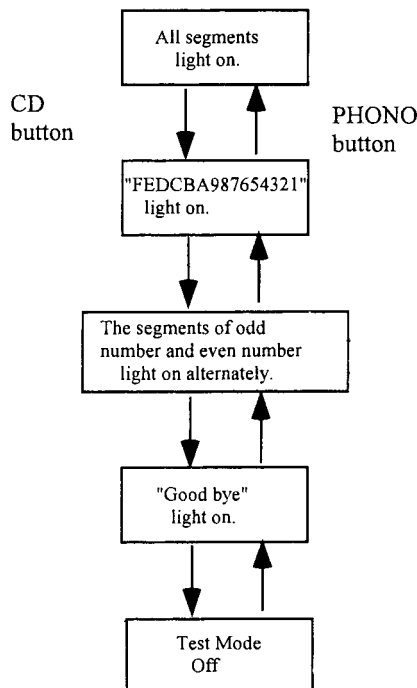 All segments
light on.
CD
button
PHONO
button
"FEDCBA987654321"
light on.
The segments of odd
number and even number
light on alternately.
"Good bye"
light on.
Test Mode
Off